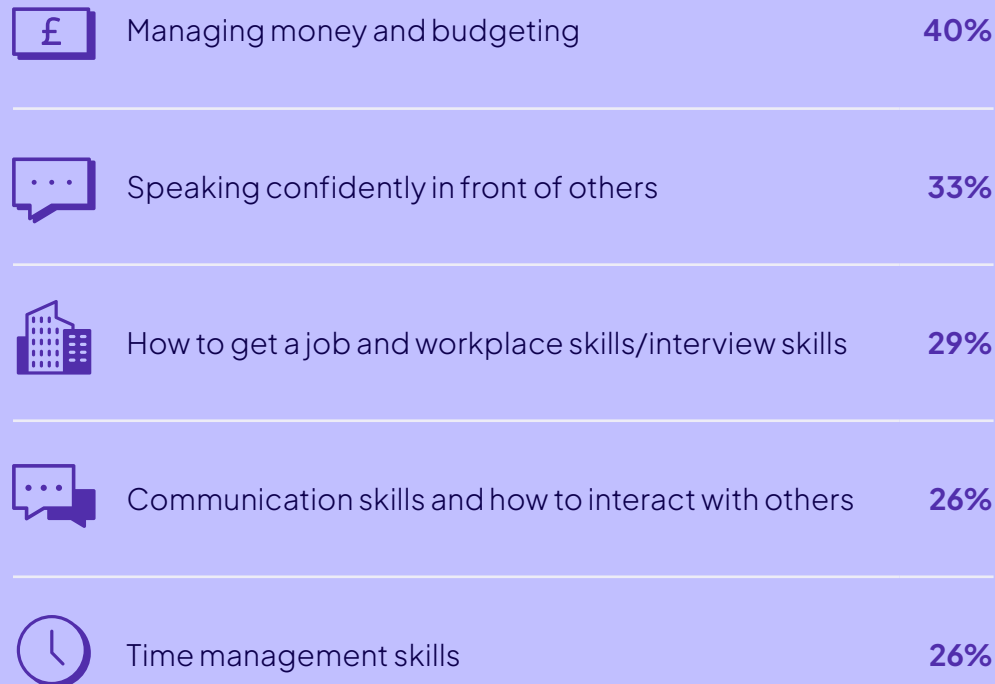 £
Managing money and budgeting 40%
Speaking confidently in front of others 33%
How to get a job and workplace skills/interview skills 29%
Communication skills and how to interact with others 26%
Time management skills 26%